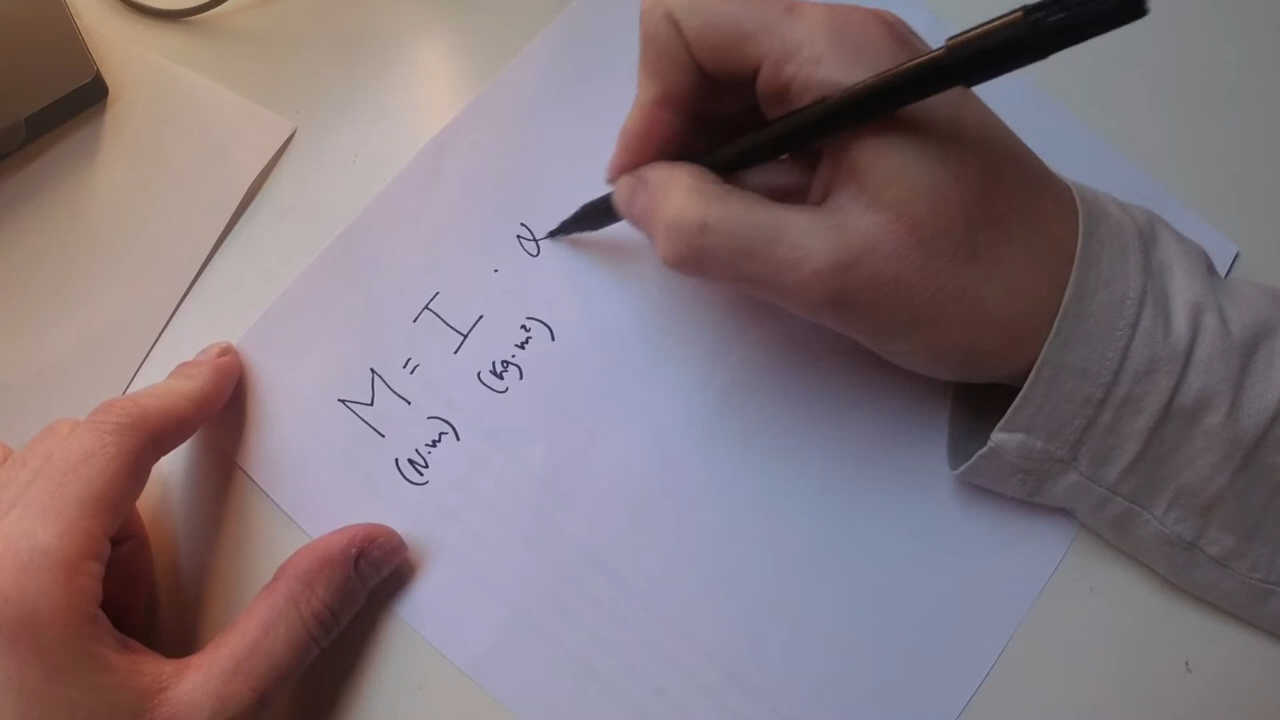 M = I · α
(N.m) (Kg.m²)